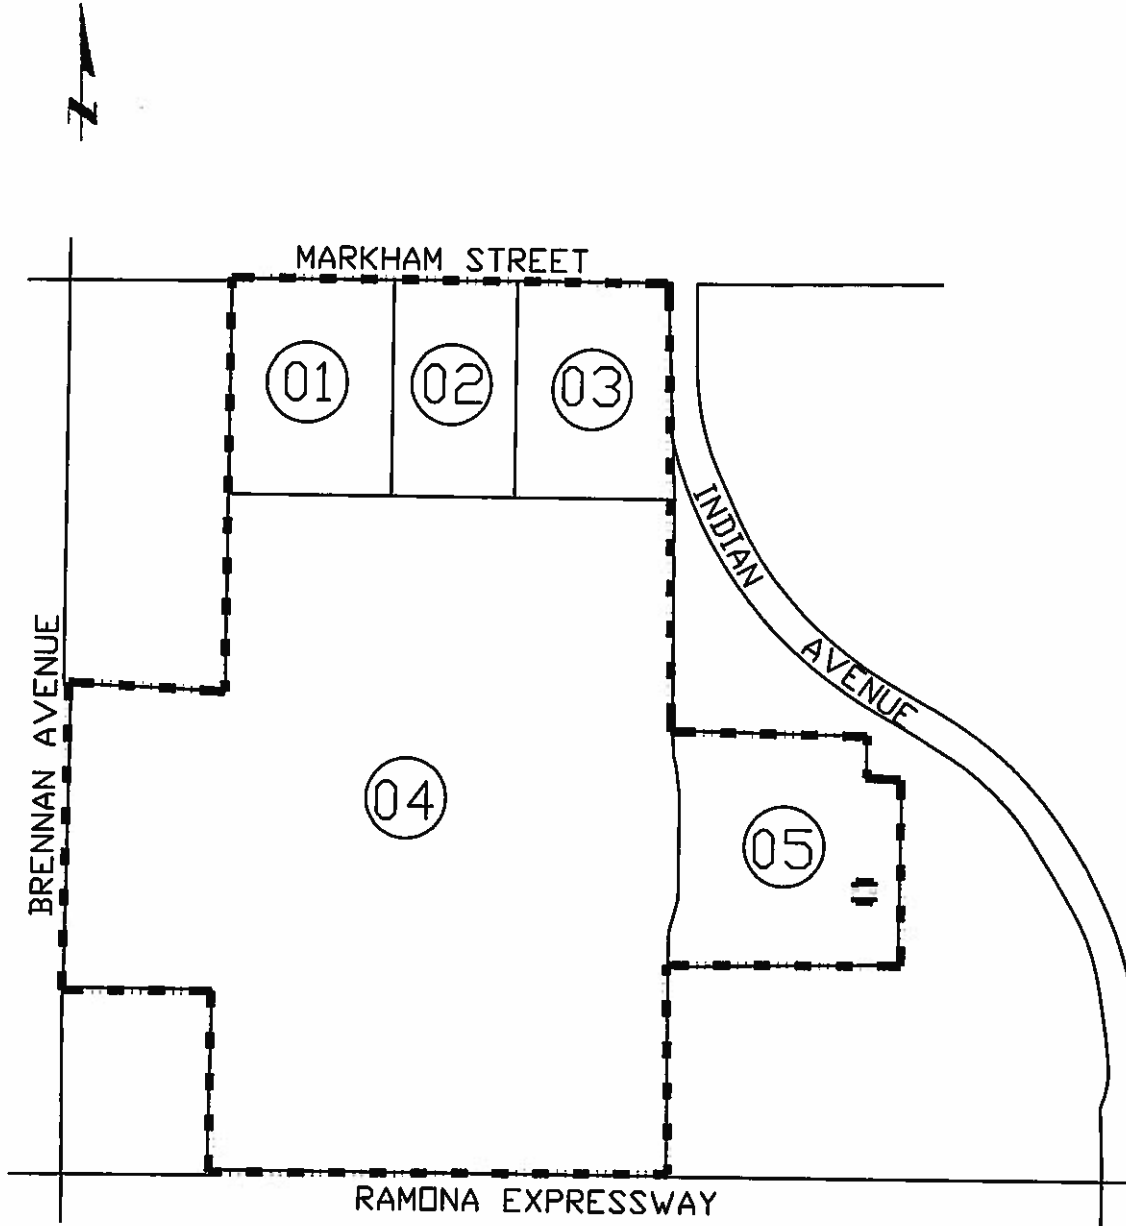 N
MARKHAM STREET
01
02
03
INDIAN AVENUE
BRENNAN AVENUE
04
05
RAMONA EXPRESSWAY